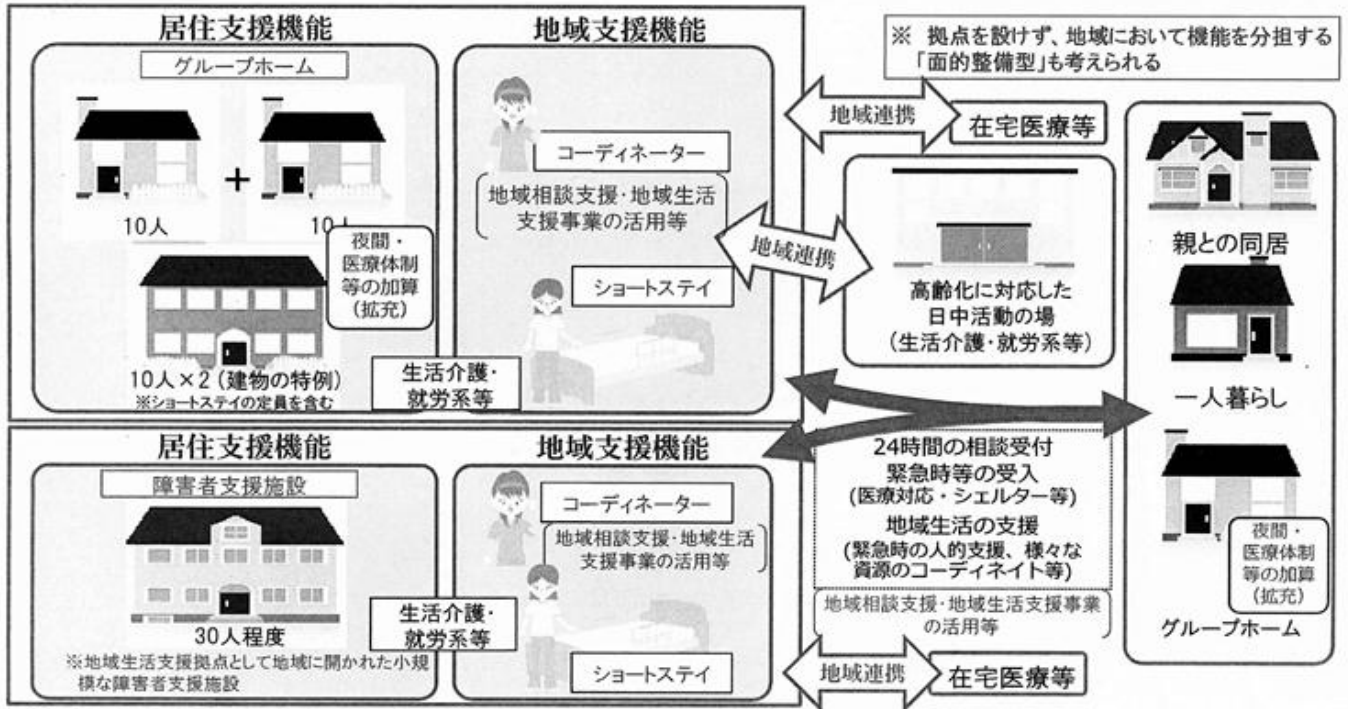 居住支援機能
グループホーム
10人
+
10人
夜間・
医療体制
等の加算
(拡充)
10人×2(建物の特例)
※ショートステイの定員を含む
地域支援機能
コーディネーター
地域相談支援・地域生活
支援事業の活用等
ショートステイ
生活介護・
就労系等
居住支援機能
障害者支援施設
30人程度
※地域生活支援拠点として地域に開かれた小規
模な障害者支援施設
地域支援機能
コーディネーター
地域相談支援・地域生活
支援事業の活用等
生活介護・
就労系等
ショートステイ
※ 拠点を設けず、地域において機能を分担する
「面的整備型」も考えられる
地域連携
在宅医療等
地域連携
高齢化に対応した
日中活動の場
(生活介護・就労系等)
24時間の相談受付
緊急時等の受入
(医療対応・シェルター等)
地域生活の支援
(緊急時の人的支援、様々な
資源のコーディネイト等)
地域相談支援・地域生活支援事業
の活用等
地域連携
在宅医療等
親との同居
一人暮らし
夜間・
医療体制
等の加算
(拡充)
グループホーム